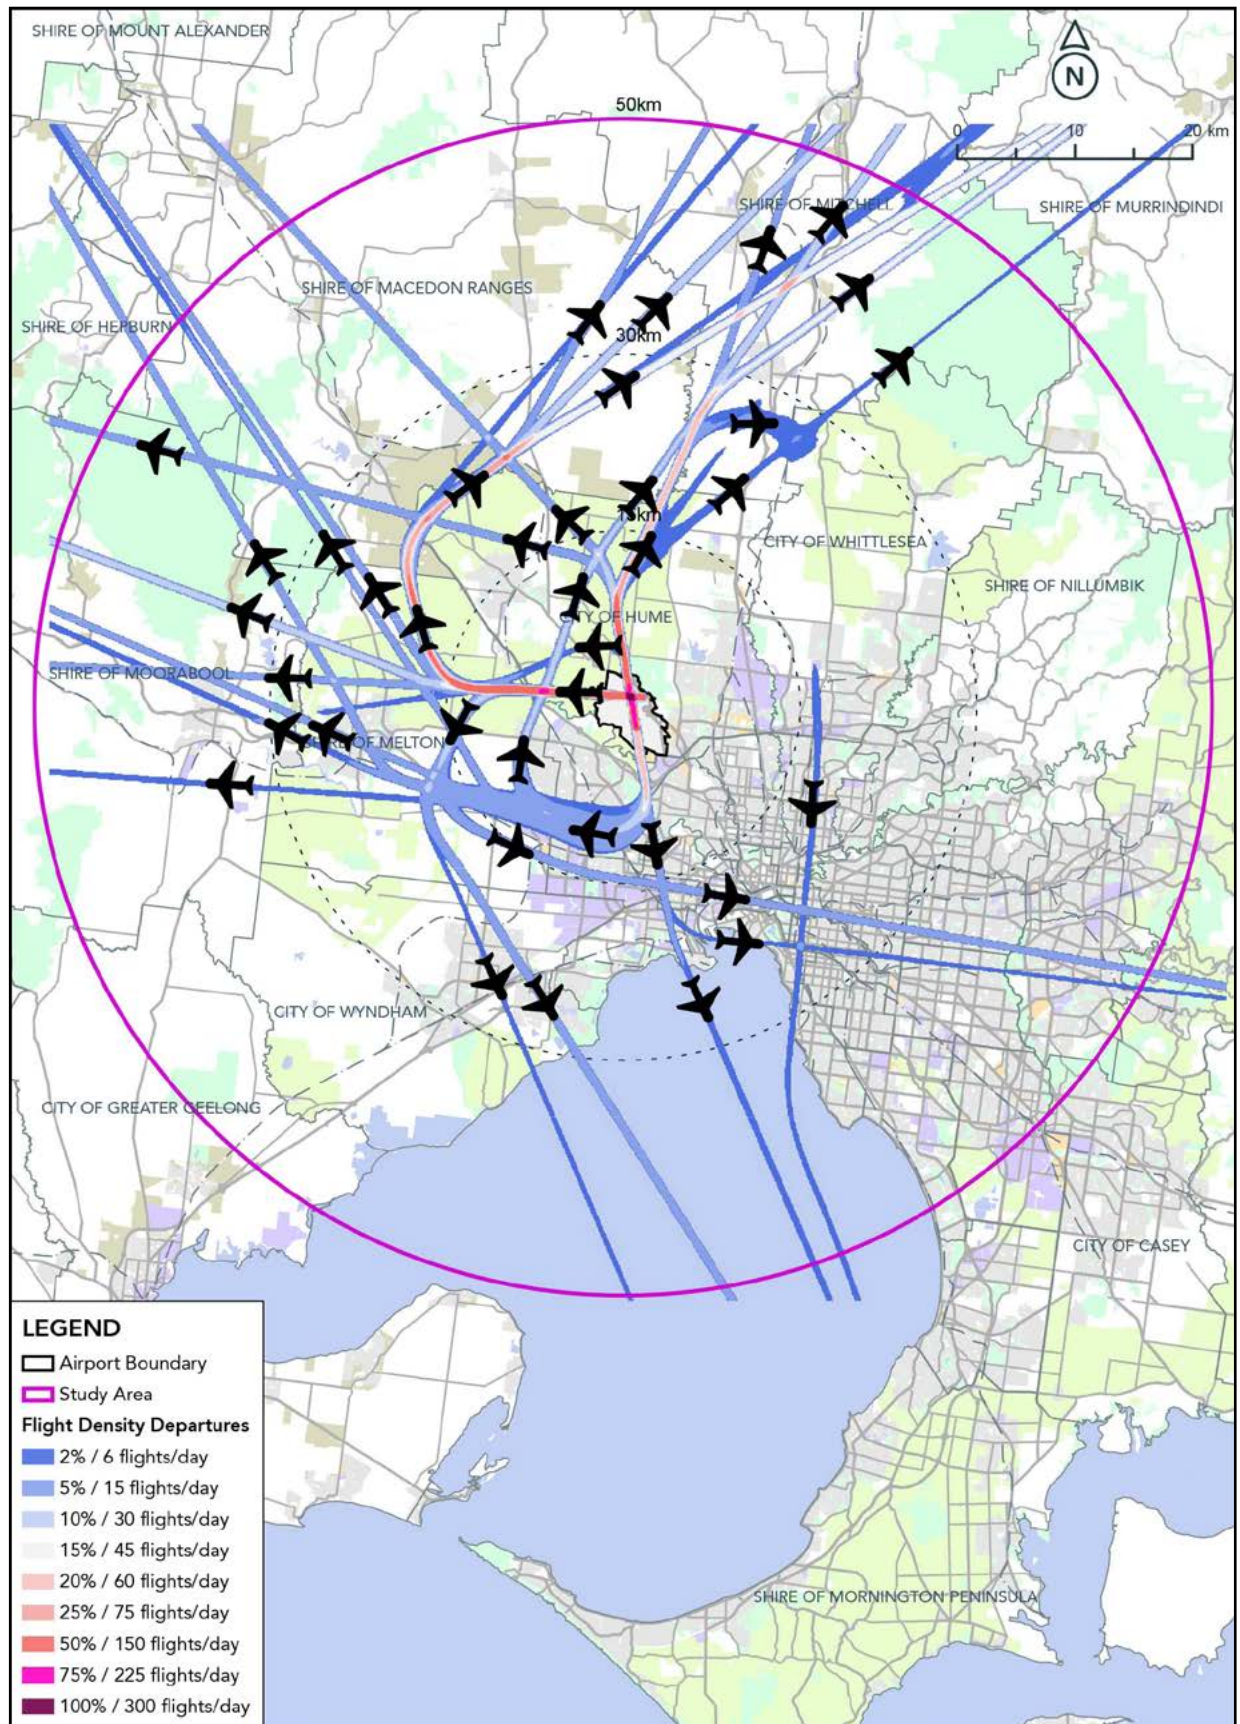 SHIRE OF MOUNT ALEXANDER
N
50km
0 10 20 km
SHIRE OF MITCHELL
SHIRE OF MURRINDINDI
SHIRE OF MACEDON RANGES
SHIRE OF HEPBURN
30km
15km
CITY OF WHITTLESEA
SHIRE OF NILLUMBIK
CITY OF HUME
SHIRE OF MOORABOOL
SHIRE OF MELTON
CITY OF WYNDHAM
CITY OF GREATER GEELONG
CITY OF CASEY
SHIRE OF MORNINGTON PENINSULA
LEGEND
Airport Boundary
Study Area
Flight Density Departures
2% / 6 flights/day
5% / 15 flights/day
10% / 30 flights/day
15% / 45 flights/day
20% / 60 flights/day
25% / 75 flights/day
50% / 150 flights/day
75% / 225 flights/day
100% / 300 flights/day